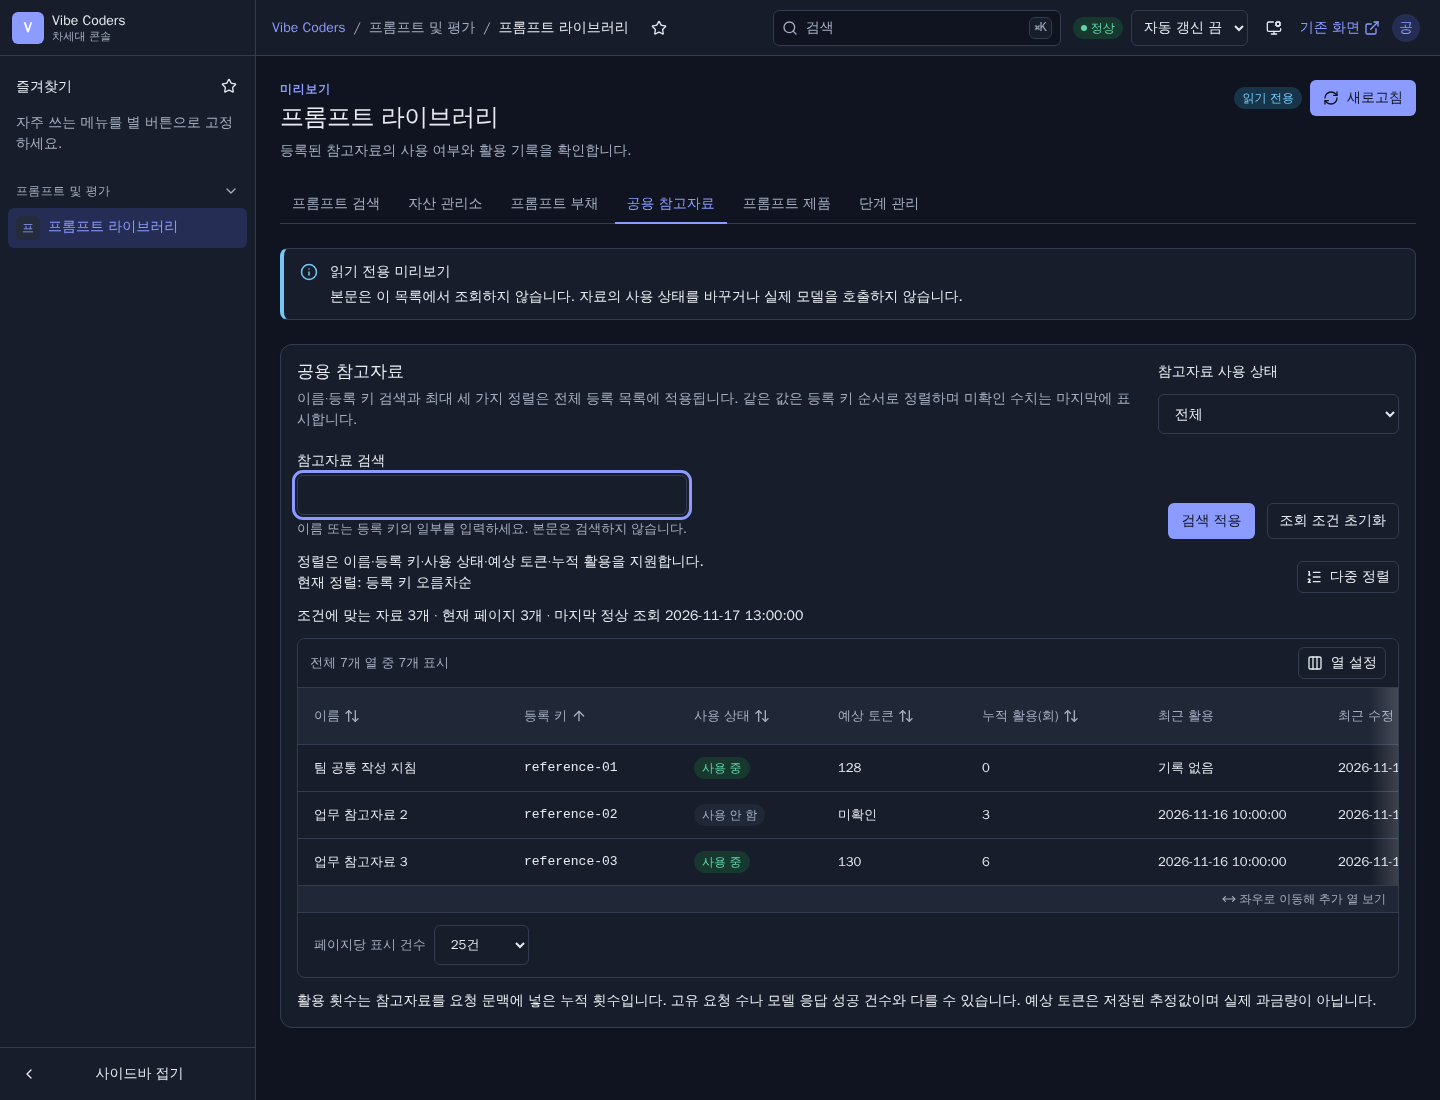 V
Vibe Coders
차세대 콘솔
Vibe Coders / 프롬프트 및 평가 / 프롬프트 라이브러리
검색
⌘K
정상
자동 갱신 끔
기존 화면
공
즐겨찾기
자주 쓰는 메뉴를 별 버튼으로 고정
하세요.
프롬프트 및 평가
프 프롬프트 라이브러리
사이드바 접기
미리보기
프롬프트 라이브러리
등록된 참고자료의 사용 여부와 활용 기록을 확인합니다.
읽기 전용
새로고침
프롬프트 검색 자산 관리소 프롬프트 부채 공용 참고자료 프롬프트 제품 단계 관리
읽기 전용 미리보기
본문은 이 목록에서 조회하지 않습니다. 자료의 사용 상태를 바꾸거나 실제 모델을 호출하지 않습니다.
공용 참고자료
이름·등록 키 검색과 최대 세 가지 정렬은 전체 등록 목록에 적용됩니다. 같은 값은 등록 키 순서로 정렬하며 미확인 수치는 마지막에 표
시합니다.
참고자료 사용 상태
전체
참고자료 검색
이름 또는 등록 키의 일부를 입력하세요. 본문은 검색하지 않습니다.
검색 적용
조회 조건 초기화
정렬은 이름·등록 키·사용 상태·예상 토큰·누적 활용을 지원합니다.
현재 정렬: 등록 키 오름차순
다중 정렬
조건에 맞는 자료 3개 · 현재 페이지 3개 · 마지막 정상 조회 2026-11-17 13:00:00
전체 7개 열 중 7개 표시
열 설정
이름 등록 키 사용 상태 예상 토큰 누적 활용(회) 최근 활용 최근 수정
팀 공통 작성 지침 reference-01 사용 중 128 0 기록 없음 2026-11-1
업무 참고자료 2 reference-02 사용 안 함 미확인 3 2026-11-16 10:00:00 2026-11-1
업무 참고자료 3 reference-03 사용 중 130 6 2026-11-16 10:00:00 2026-11-1
좌우로 이동해 추가 열 보기
페이지당 표시 건수 25건
활용 횟수는 참고자료를 요청 문맥에 넣은 누적 횟수입니다. 고유 요청 수나 모델 응답 성공 건수와 다를 수 있습니다. 예상 토큰은 저장된 추정값이며 실제 과금량이 아닙니다.